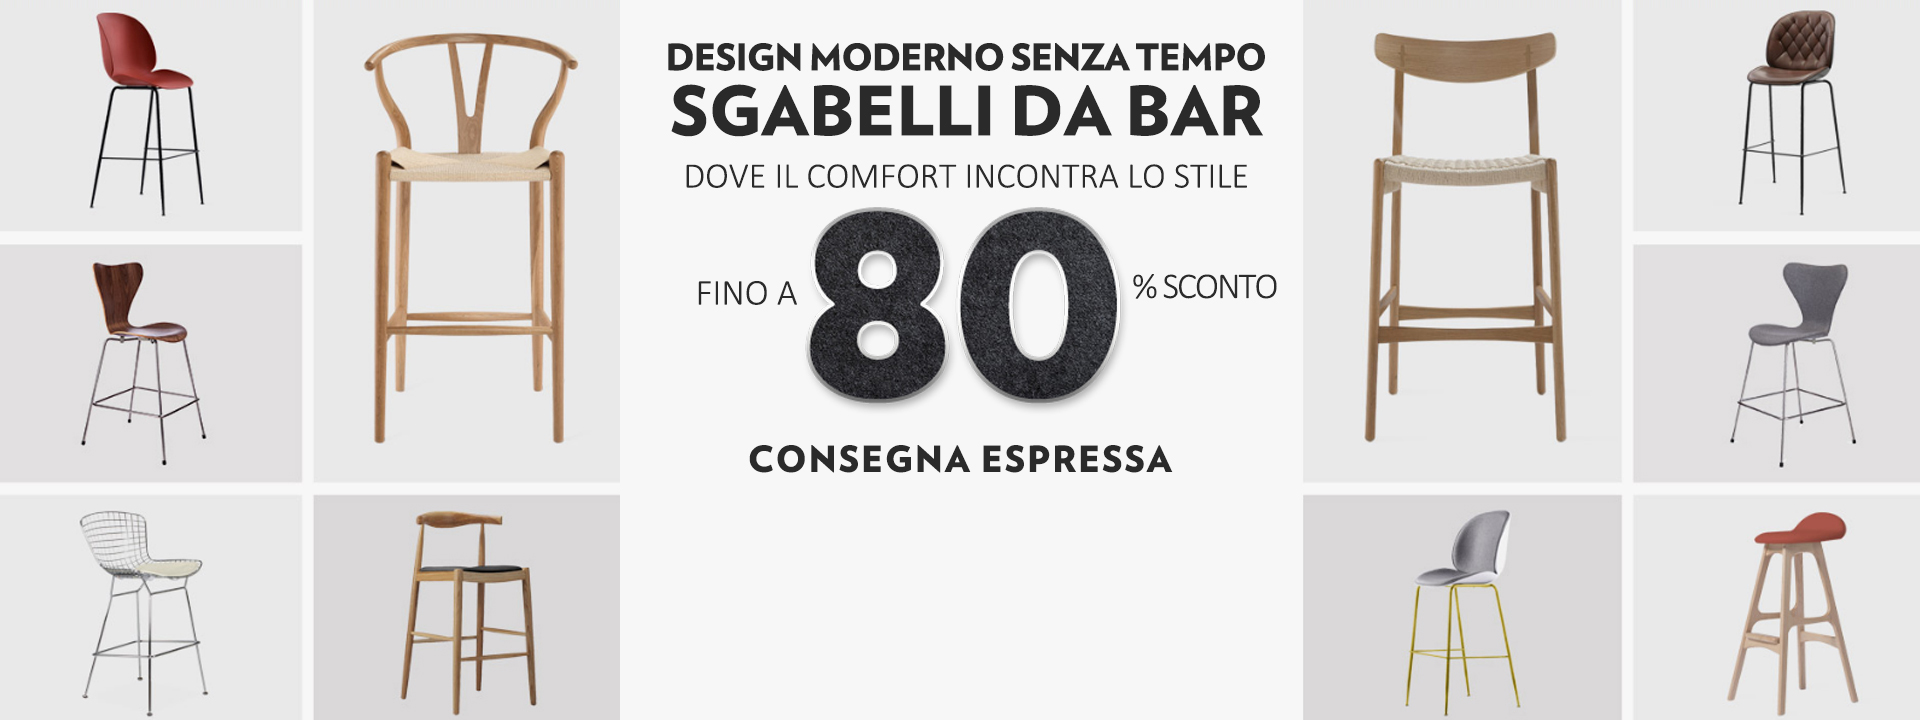 DESIGN MODERNO SENZA TEMPO
SGABELLI DA BAR
DOVE IL COMFORT INCONTRA LO STILE
FINO A 80 % SCONTO
CONSEGNA ESPRESSA